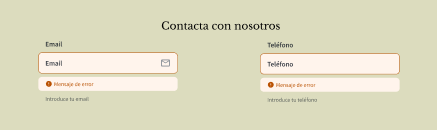 Contacta con nosotros
Email
Email
Mensaje de error
Introduce tu email
Teléfono
Teléfono
Mensaje de error
Introduce tu teléfono